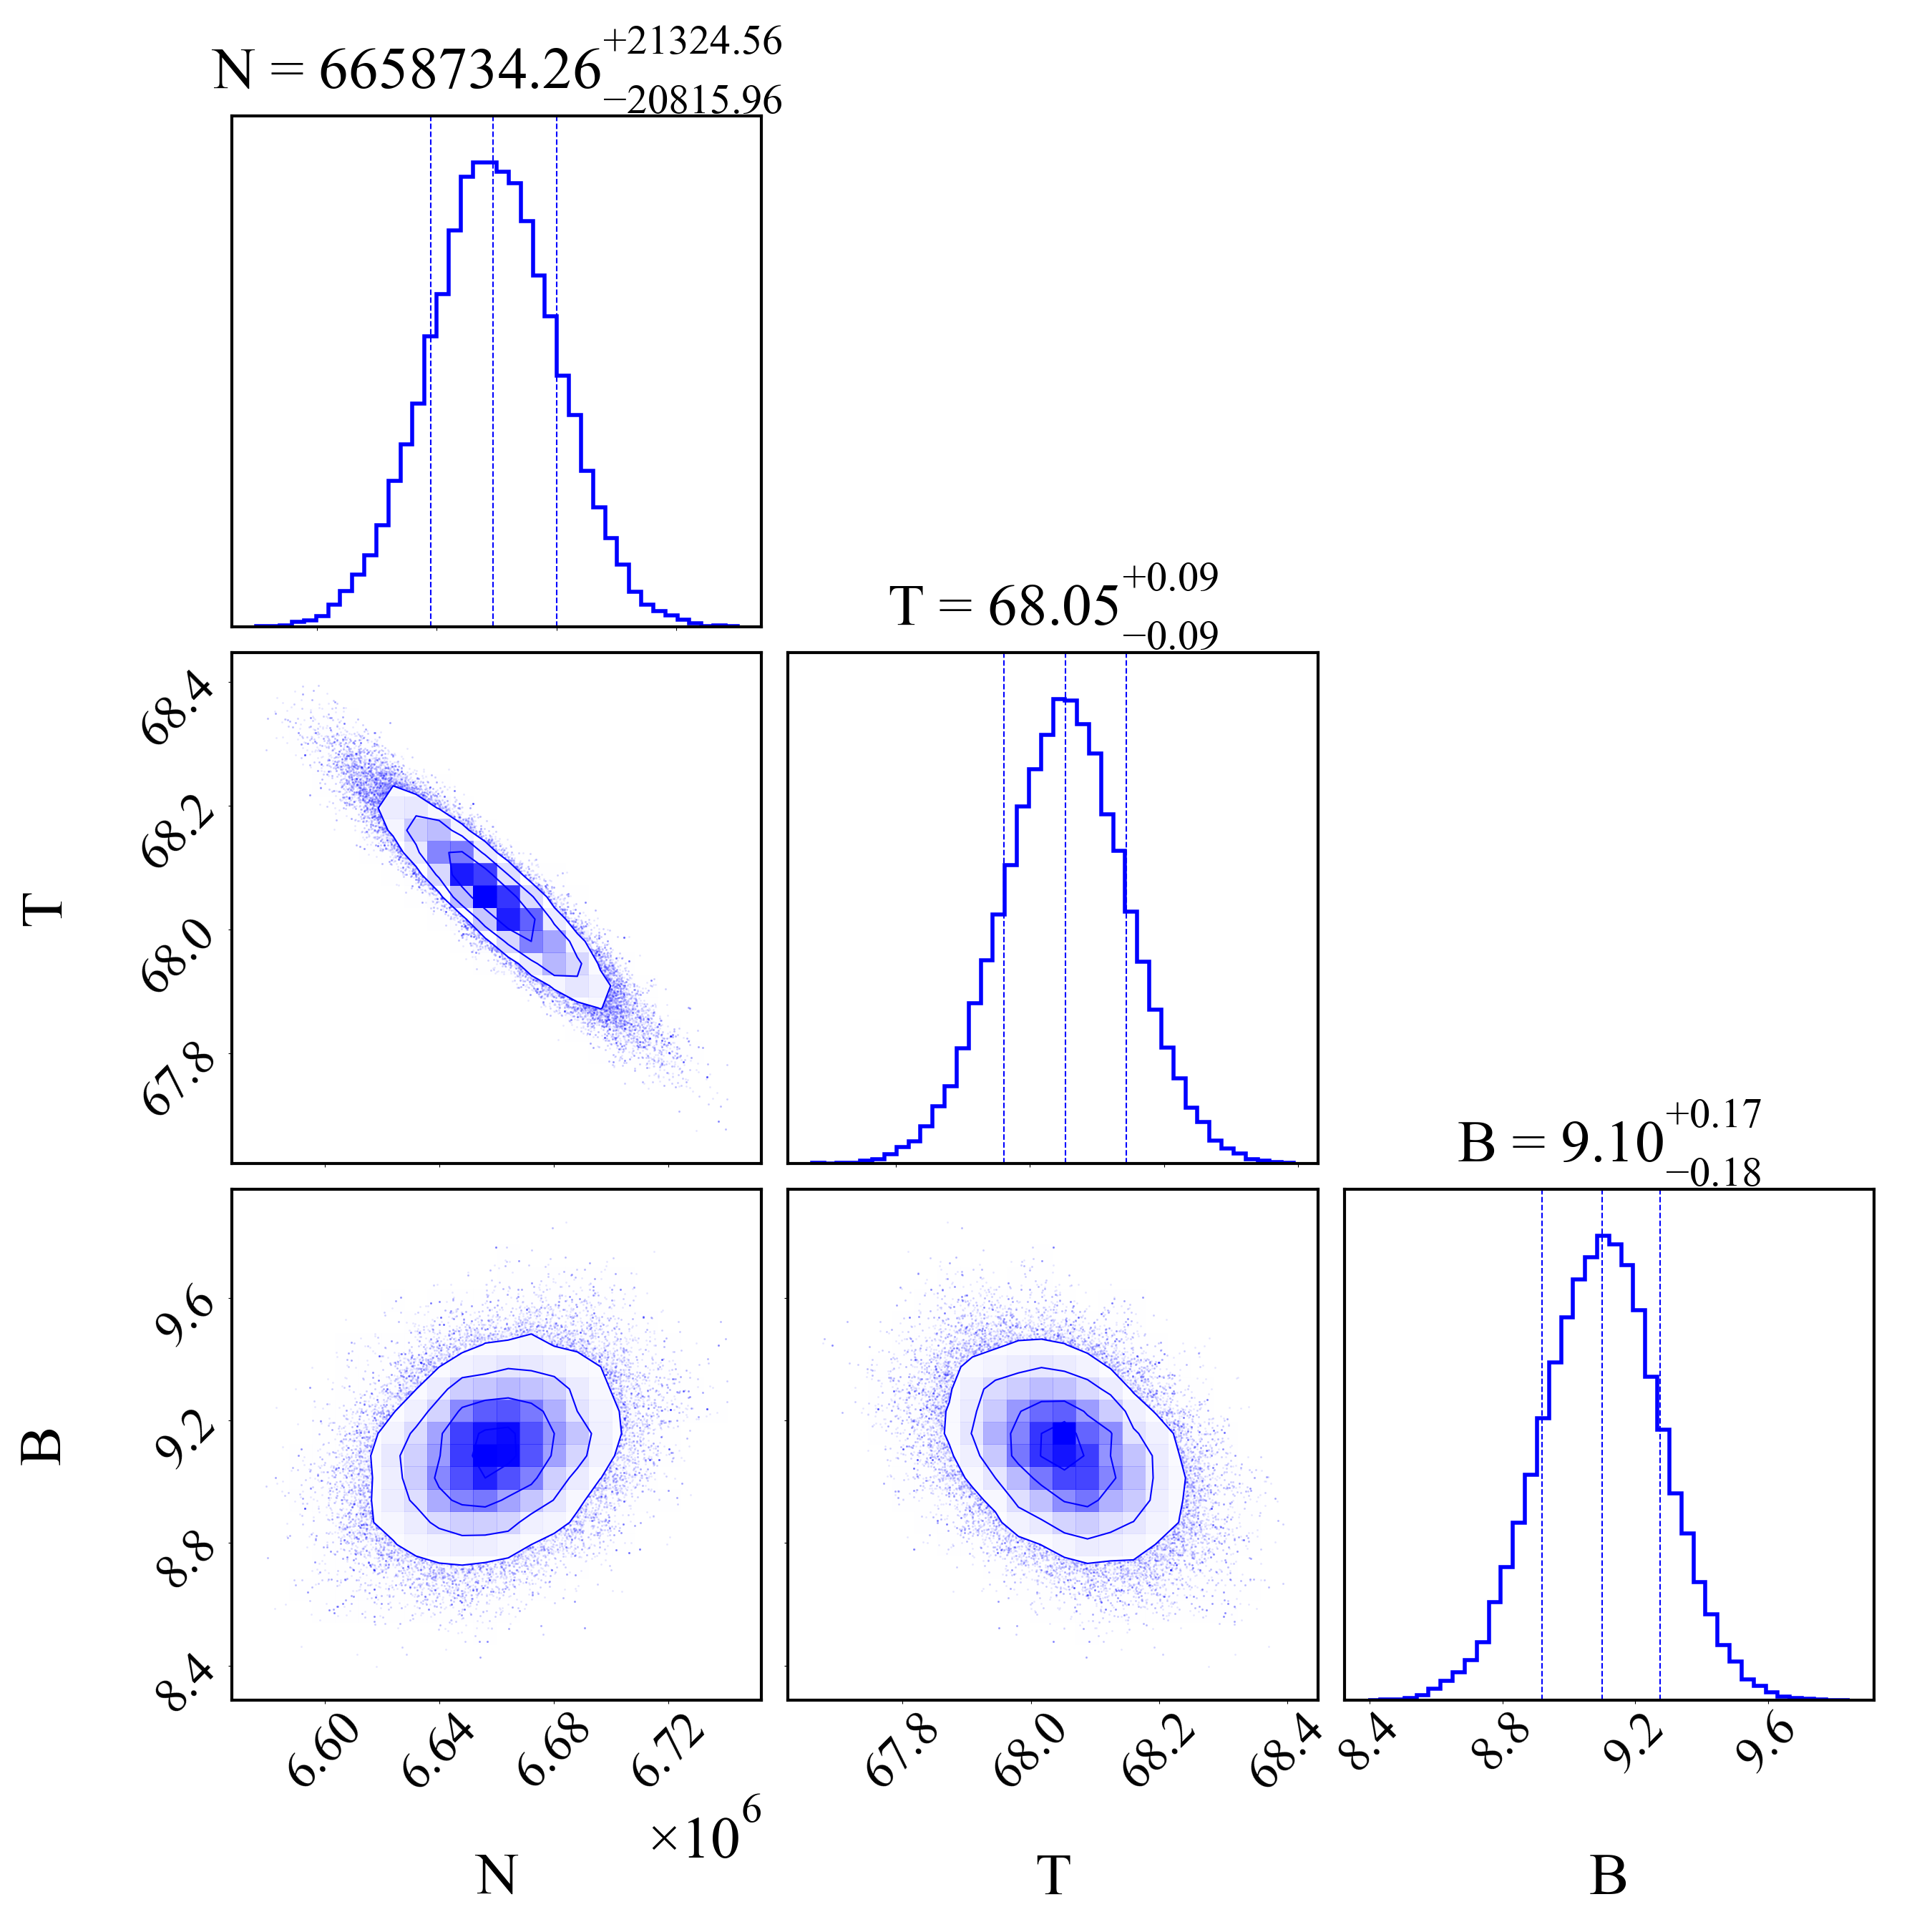 N = 6658734.26 +21324.56 −20815.96
T = 68.05 +0.09 −0.09
68.4
68.2
T
68.0
67.8
B = 9.10 +0.17 −0.18
9.6
9.2
B
8.8
8.4
6.60 6.64 6.68 6.72 67.8 68.0 68.2 68.4 8.4 8.8 9.2 9.6
×10^6
N T B